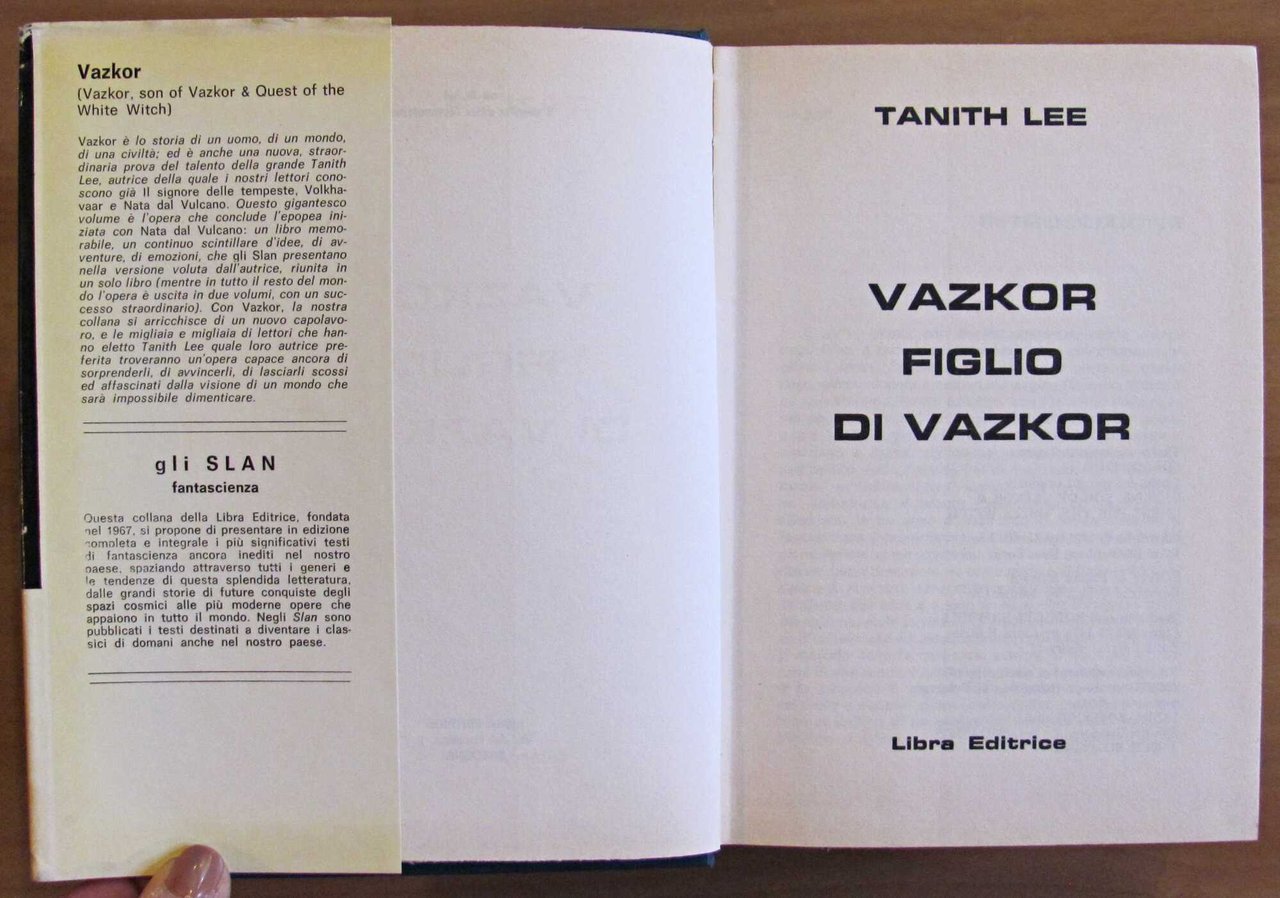 Vazkor
(Vazkor, son of Vazkor & Quest of the
White Witch)
Vazkor è lo storia di un uomo, di un mondo,
di una civiltà; ed è anche una nuova, straor-
dinaria prova del talento della grande Tanith
Lee, autrice della quale i nostri lettori cono-
scono già Il signore delle tempeste, Volkha-
vaar e Nata dal Vulcano. Questo gigantesco
volume è l'opera che conclude l'epopea ini-
ziata con Nata dal Vulcano: un libro memo-
rabile, un continuo scintillare d'idee, di av-
venture, di emozioni, che gli Slan presentano
nella versione voluta dall'autrice, riunita in
un solo libro (mentre in tutto il resto del mon-
do l'opera è uscita in due volumi, con un suc-
cesso straordinario). Con Vazkor, la nostra
collana si arricchisce di un nuovo capolavo-
ro, e le migliaia e migliaia di lettori che han-
no eletto Tanith Lee quale loro autrice pre-
ferita troveranno un'opera capace ancora di
sorprenderli, di avvincerli, di lasciarli scossi
ed affascinati dalla visione di un mondo che
sarà impossibile dimenticare.
gli SLAN
fantascienza
Questa collana della Libra Editrice, fondata
nel 1967, si propone di presentare in edizione
completa e integrale i più significativi testi
di fantascienza ancora inediti nel nostro
paese, spaziando attraverso tutti i generi e
le tendenze di questa splendida letteratura,
dalle grandi storie di future conquiste degli
spazi cosmici alle più moderne opere che
appaiono in tutto il mondo. Negli Slan sono
pubblicati i testi destinati a diventare i clas-
sici di domani anche nel nostro paese.
TANITH LEE
VAZKOR
FIGLIO
DI VAZKOR
Libra Editrice